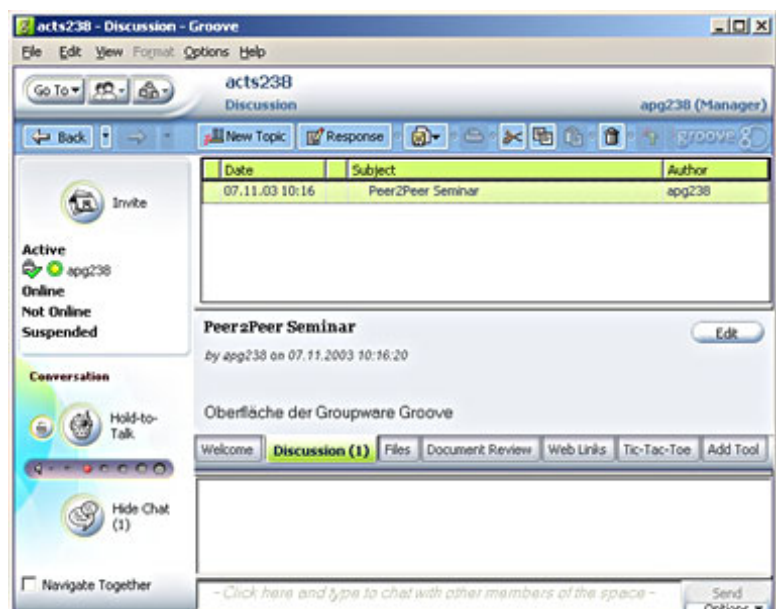 acts238 - Discussion - Groove
File Edit View Format Options Help
Go To
acts238
Discussion
apg238 (Manager)
Back
New Topic
Response
groove
Invite
Active
apg238
Online
Not Online
Suspended
Conversation
Hold-to-
Talk
Hide Chat
(1)
Navigate Together
Date Subject Author
07.11.03 10:16 Peer2Peer Seminar apg238
Peer2Peer Seminar
Edit
by apg238 on 07.11.2003 10:16:20
Oberfläche der Groupware Groove
Welcome Discussion (1) Files Document Review Web Links Tic-Tac-Toe Add Tool
- Click here and type to chat with other members of the space -
Send
Options